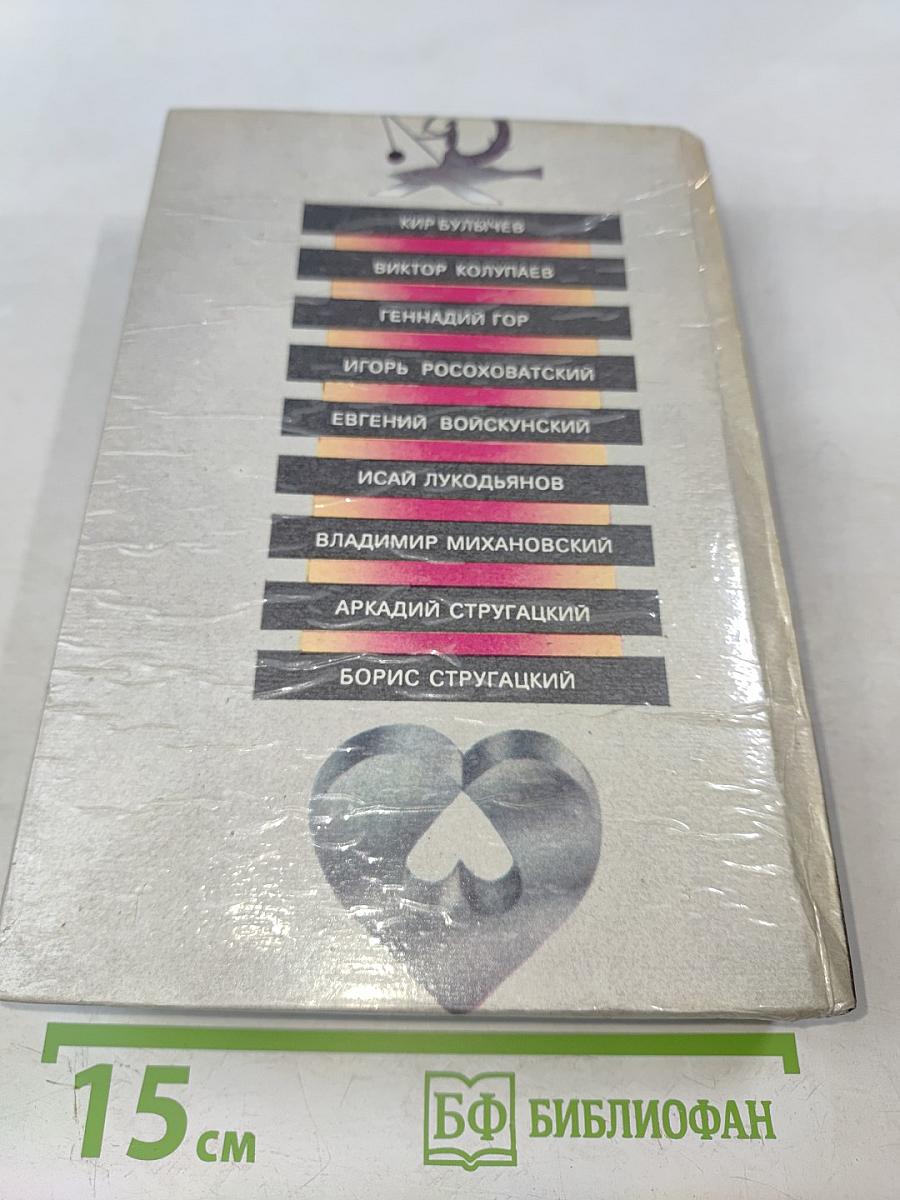 КИР БУЛЫЧЕВ
ВИКТОР КОЛУПАЕВ
ГЕННАДИЙ ГОР
ИГОРЬ РОСОХОВАТСКИЙ
ЕВГЕНИЙ ВОЙСКУНСКИЙ
ИСАЙ ЛУКОДЬЯНОВ
ВЛАДИМИР МИХАНОВСКИЙ
АРКАДИЙ СТРУГАЦКИЙ
БОРИС СТРУГАЦКИЙ
15 см
БФ БИБЛИОФАН